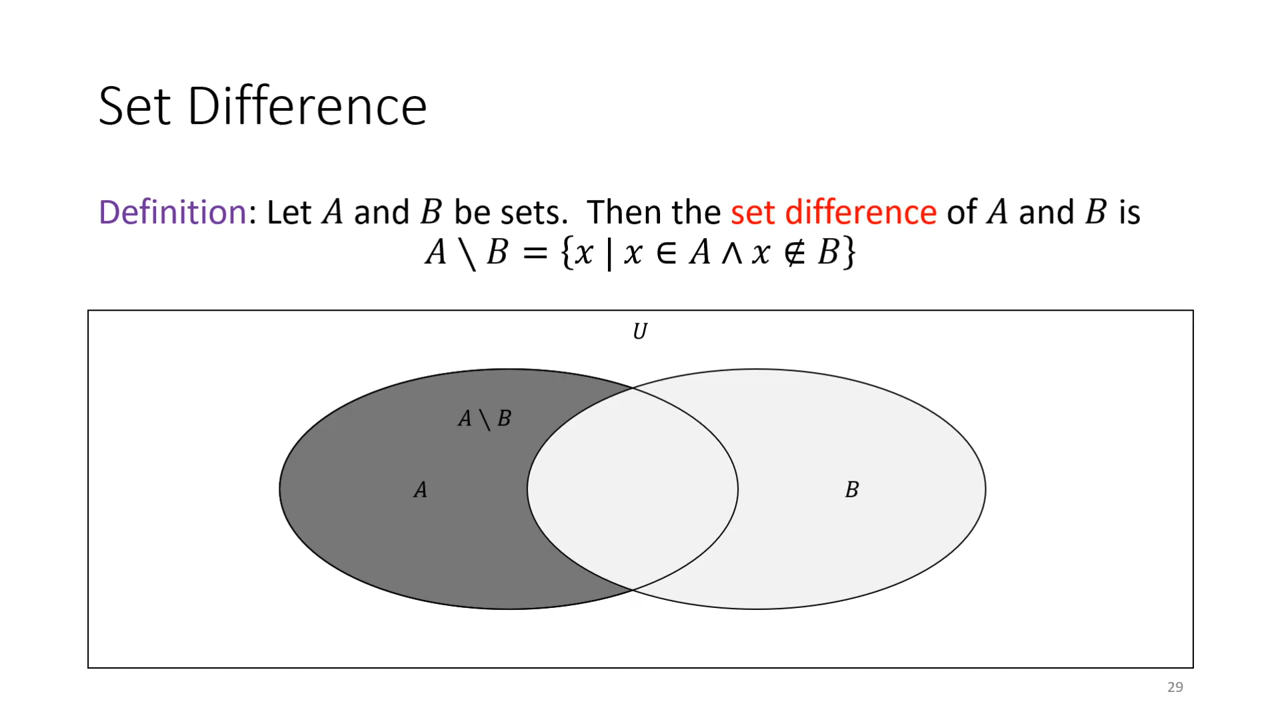 Set Difference
Definition: Let A and B be sets. Then the set difference of A and B is
A ∖ B = {x | x ∈ A ∧ x ∉ B}
U
A ∖ B
A
B
29